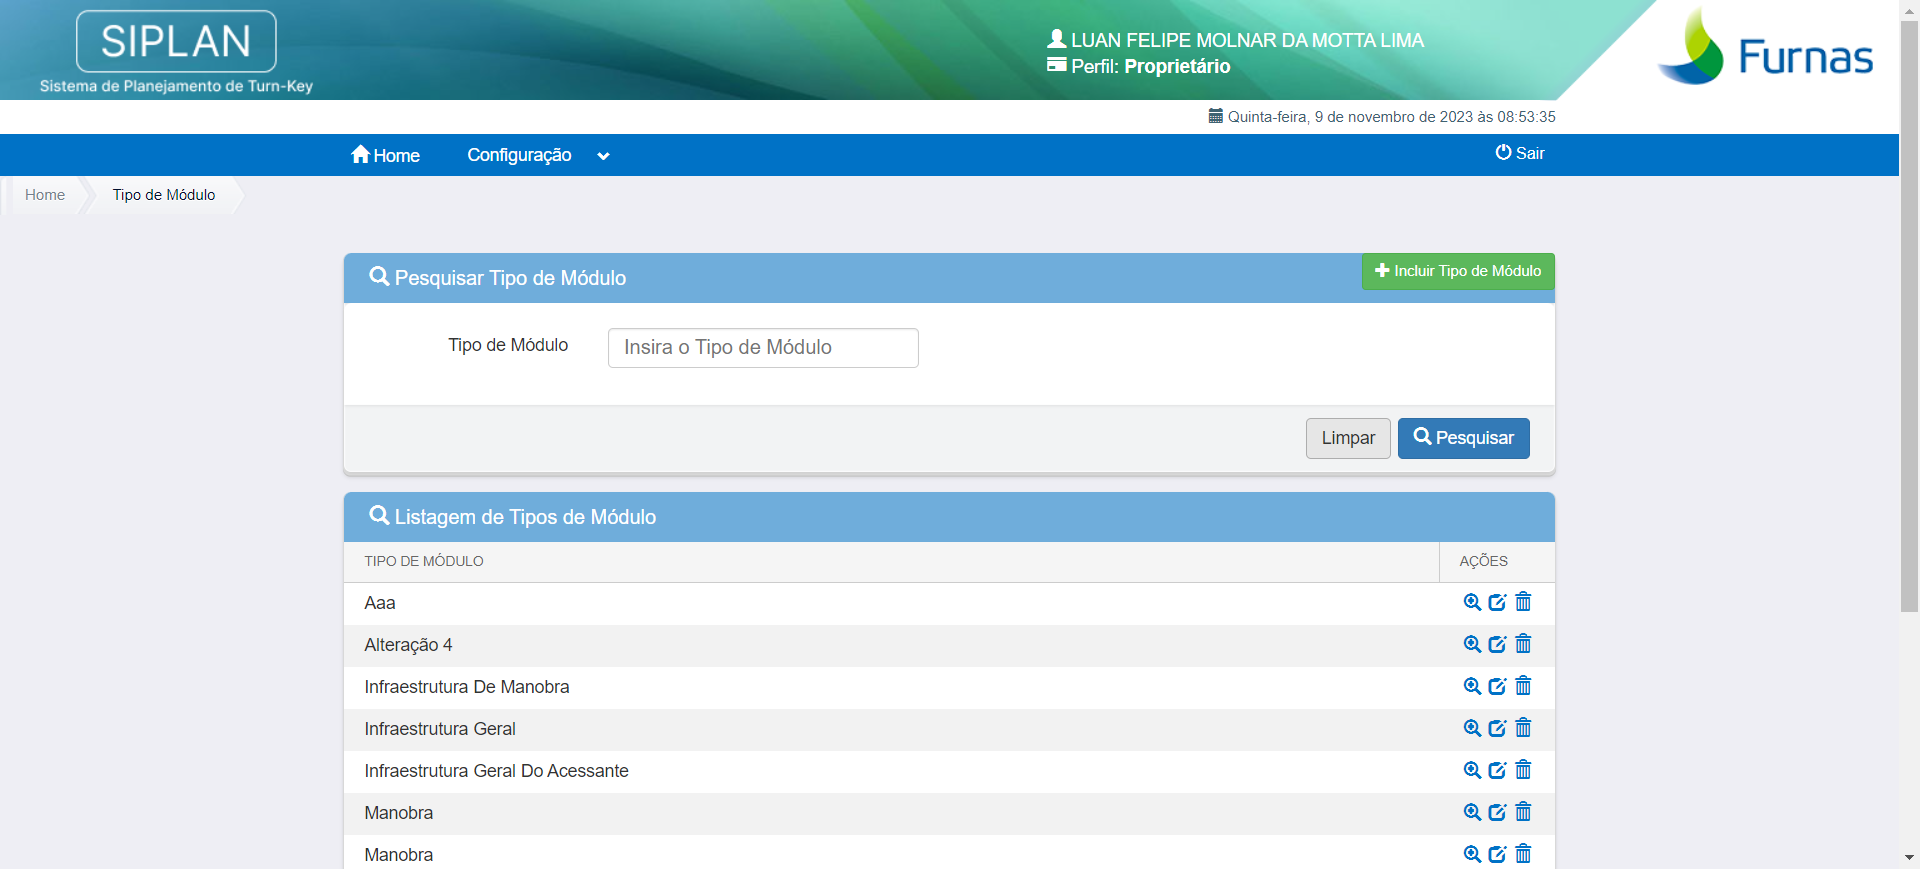 SIPLAN
Sistema de Planejamento de Turn-Key
LUAN FELIPE MOLNAR DA MOTTA LIMA
Perfil: Proprietário
Furnas
Quinta-feira, 9 de novembro de 2023 às 08:53:35
Home Configuração Sair
Home Tipo de Módulo
Pesquisar Tipo de Módulo Incluir Tipo de Módulo
Tipo de Módulo Insira o Tipo de Módulo
Limpar Pesquisar
Listagem de Tipos de Módulo
TIPO DE MÓDULO AÇÕES
Aaa
Alteração 4
Infraestrutura De Manobra
Infraestrutura Geral
Infraestrutura Geral Do Acessante
Manobra
Manobra